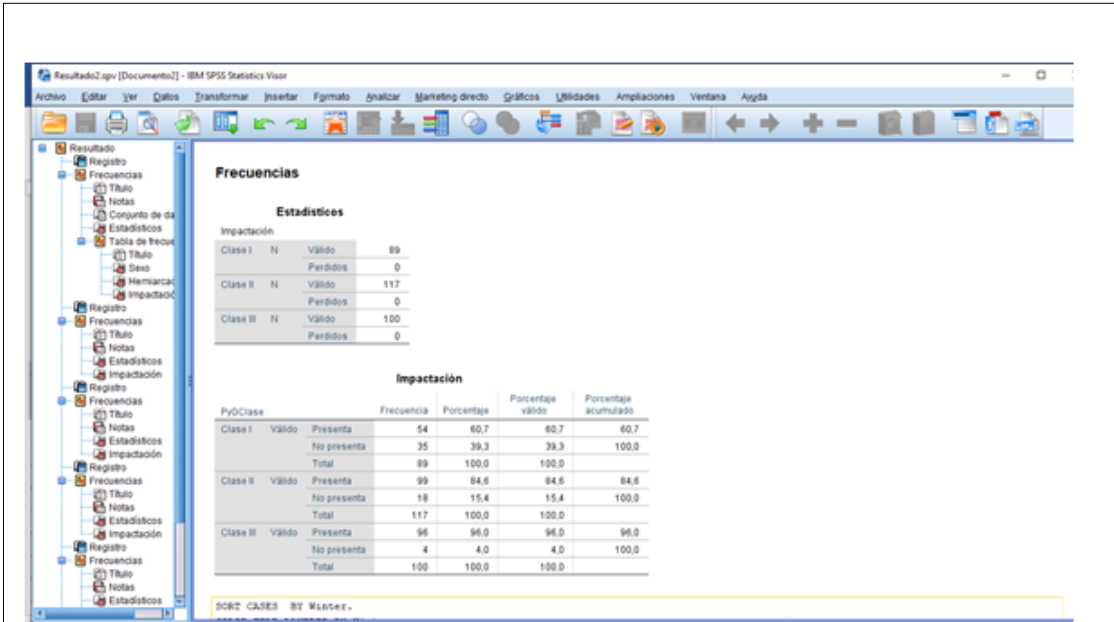 Resultado2.spv [Documento2] - IBM SPSS Statistics Visor
Archivo Editar Ver Datos Transformar Insertar Formato Analizar Marketing directo Gráficos Utilidades Ampliaciones Ventana Ayuda
Resultado
Registro
Frecuencias
Título
Notas
Conjunto de da
Estadísticos
Tabla de frecue
Título
Sexo
Hemiarcad
Impactació
Registro
Frecuencias
Título
Notas
Estadísticos
Impactación
Registro
Frecuencias
Título
Notas
Estadísticos
Impactación
Registro
Frecuencias
Título
Notas
Estadísticos
Impactación
Registro
Frecuencias
Título
Notas
Estadísticos
Frecuencias
Estadísticos
Impactación
Clase I N Válido 89
Perdidos 0
Clase II N Válido 117
Perdidos 0
Clase III N Válido 100
Perdidos 0
Impactación
PyGClase Frecuencia Porcentaje Porcentaje válido Porcentaje acumulado
Clase I Válido Presenta 54 60,7 60,7 60,7
No presenta 35 39,3 39,3 100,0
Total 89 100,0 100,0
Clase II Válido Presenta 99 84,6 84,6 84,6
No presenta 18 15,4 15,4 100,0
Total 117 100,0 100,0
Clase III Válido Presenta 96 96,0 96,0 96,0
No presenta 4 4,0 4,0 100,0
Total 100 100,0 100,0
SORT CASES BY Winter.